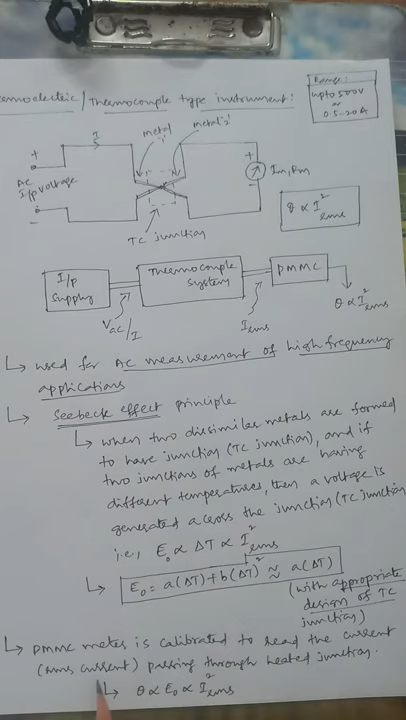 ermoelectric / Thermocouple type instrument:
Range:
upto 500V
~
0.5-20A
I
metal '1'
metal '2'
+
AC
I/p voltage
-
+
Im, Rm
-
TC junction
θ ∝ I²rms
I/p
Supply
Thermocouple
System
PMMC
θ ∝ I²rms
Vac/I
Irms
↳ used for AC measurement of high frequency
applications
↳ Seebeck effect principle
↳ when two dissimilar metals are formed
to have junction (TC junction), and if
two junctions of metals are having
different temperatures, then a voltage is
generated across the junction (TC junction
i.e., E₀ ∝ ΔT ∝ I²rms
↳ E₀ = a(ΔT) + b(ΔT)² ≈ a(ΔT)
(with appropriate
design of TC
junction)
↳ PMMC meter is calibrated to read the current
(rms current) passing through heated junction.
↳ θ ∝ E₀ ∝ I²rms